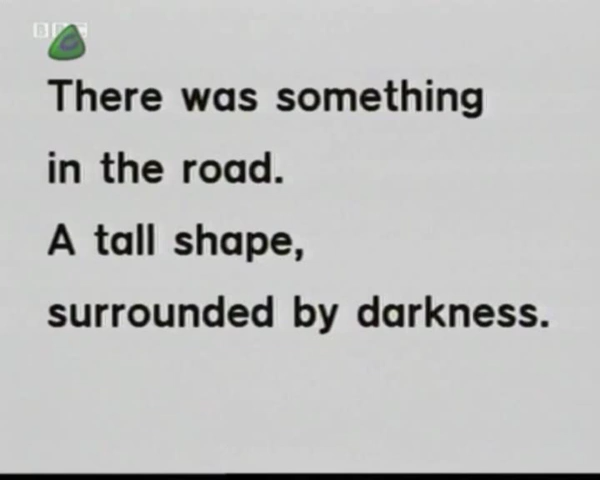 BBC
There was something
in the road.
A tall shape,
surrounded by darkness.